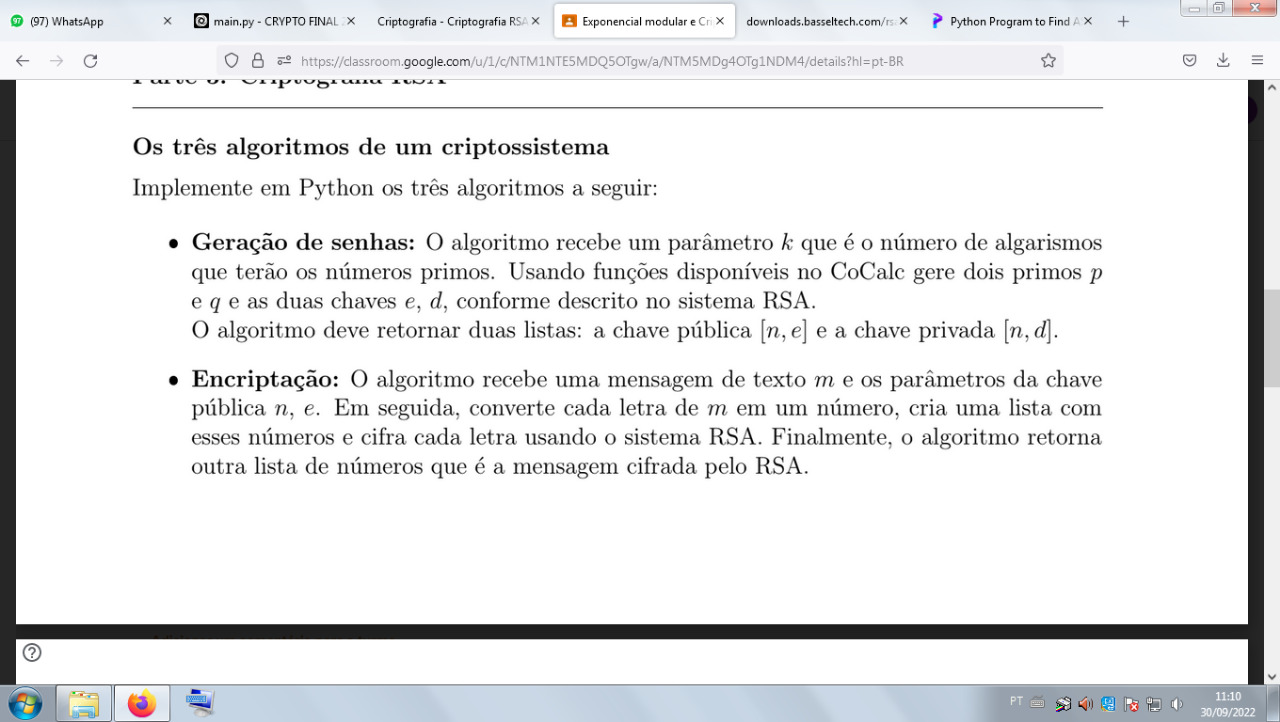 (97) WhatsApp
main.py - CRYPTO FINAL
Criptografia - Criptografia RSA
Exponencial modular e Cri
downloads.basseltech.com/rs
Python Program to Find A
https://classroom.google.com/u/1/c/NTM1NTE5MDQ5OTgw/a/NTM5MDg4OTg1NDM4/details?hl=pt-BR
Parte 3: Criptografia RSA
Os três algoritmos de um criptossistema
Implemente em Python os três algoritmos a seguir:
• Geração de senhas: O algoritmo recebe um parâmetro k que é o número de algarismos
que terão os números primos. Usando funções disponíveis no CoCalc gere dois primos p
e q e as duas chaves e, d, conforme descrito no sistema RSA.
O algoritmo deve retornar duas listas: a chave pública [n, e] e a chave privada [n, d].
• Encriptação: O algoritmo recebe uma mensagem de texto m e os parâmetros da chave
pública n, e. Em seguida, converte cada letra de m em um número, cria uma lista com
esses números e cifra cada letra usando o sistema RSA. Finalmente, o algoritmo retorna
outra lista de números que é a mensagem cifrada pelo RSA.
PT
11:10
30/09/2022